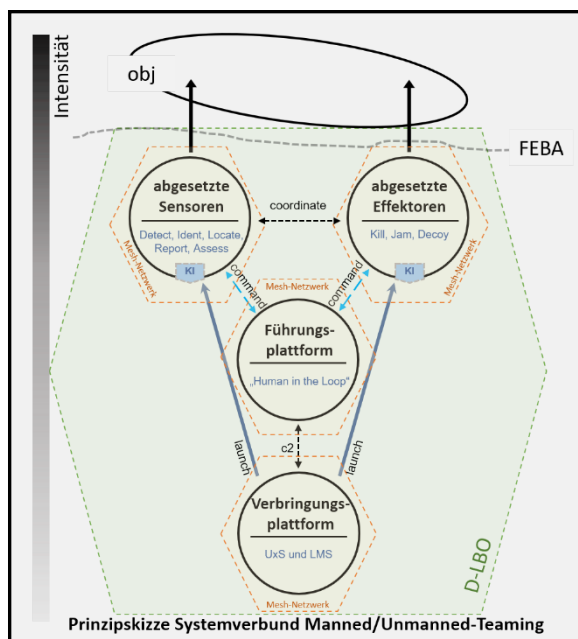 Intensität
obj
FEBA
abgesetzte
Sensoren
Detect, Ident, Locate,
Report, Assess
KI
Mesh-Netzwerk
coordinate
abgesetzte
Effektoren
Kill, Jam, Decoy
KI
Mesh-Netzwerk
command
command
Mesh-Netzwerk
Führungs-
plattform
„Human in the Loop“
launch
c2
launch
Verbringungs-
plattform
UxS und LMS
Mesh-Netzwerk
D-LBO
Prinzipskizze Systemverbund Manned/Unmanned-Teaming